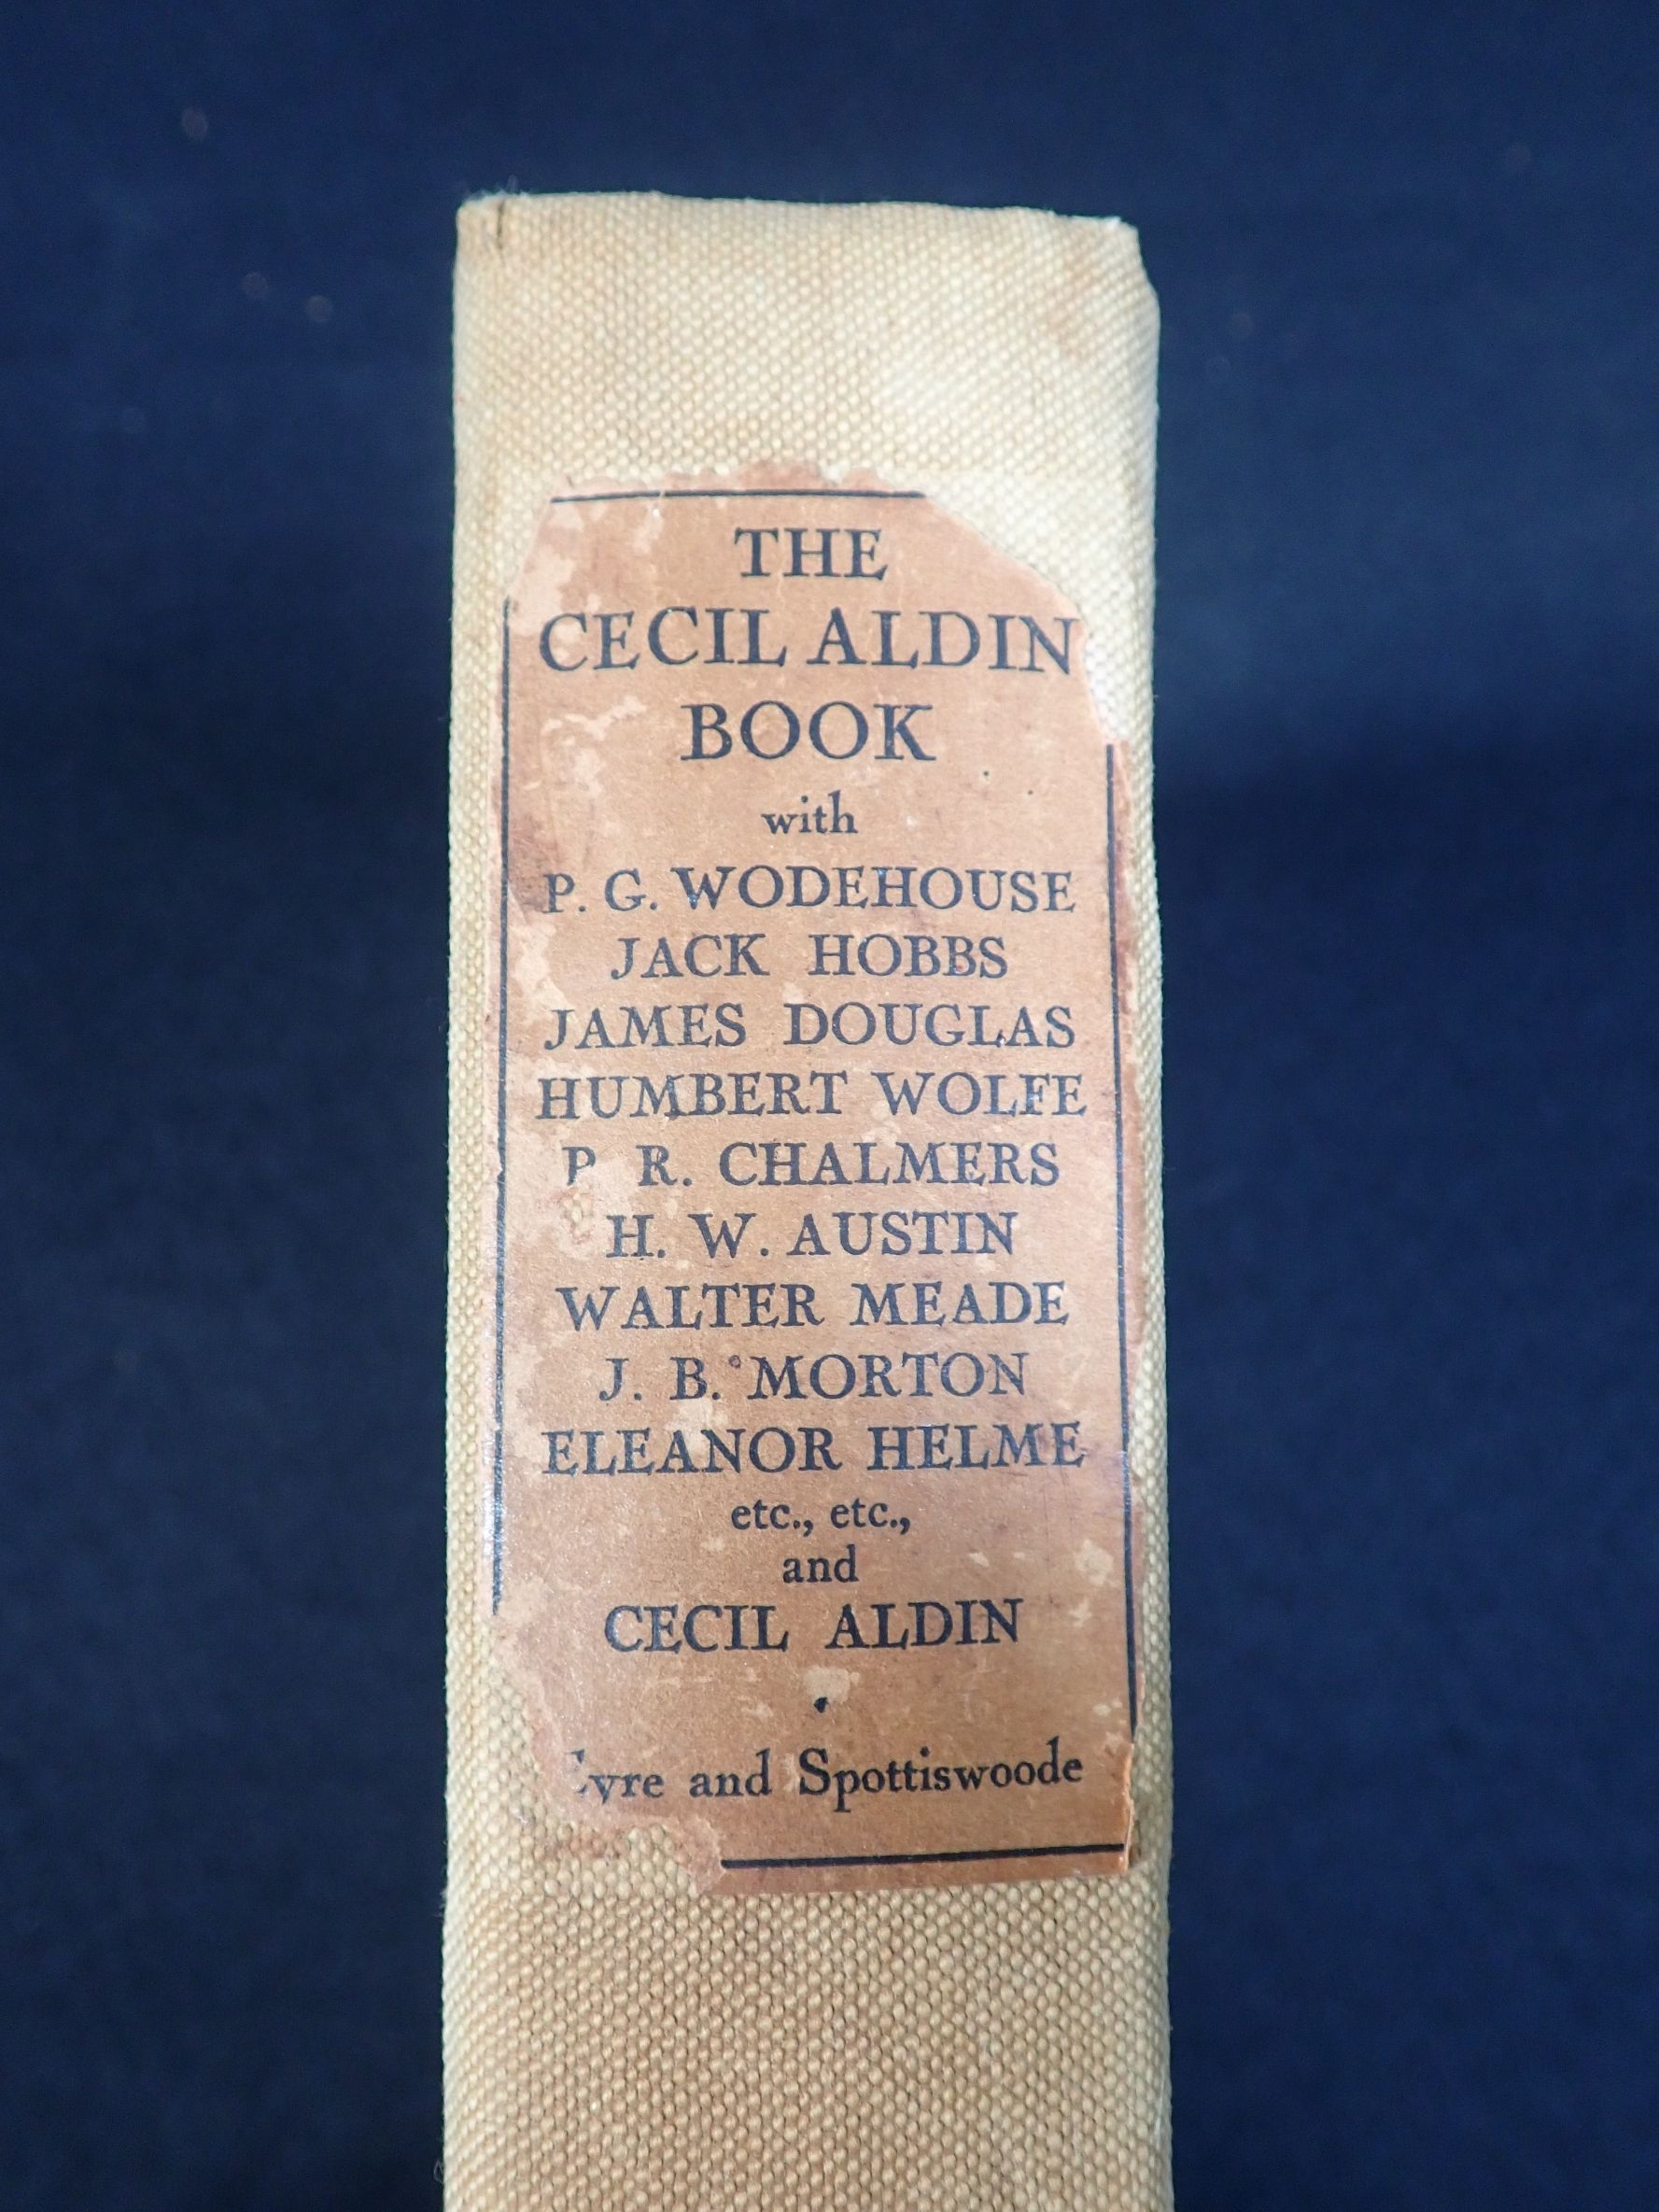 THE
CECIL ALDIN
BOOK
with
P. G. WODEHOUSE
JACK HOBBS
JAMES DOUGLAS
HUMBERT WOLFE
P R. CHALMERS
H. W. AUSTIN
WALTER MEADE
J. B. MORTON
ELEANOR HELME
etc., etc.,
and
CECIL ALDIN
Eyre and Spottiswoode